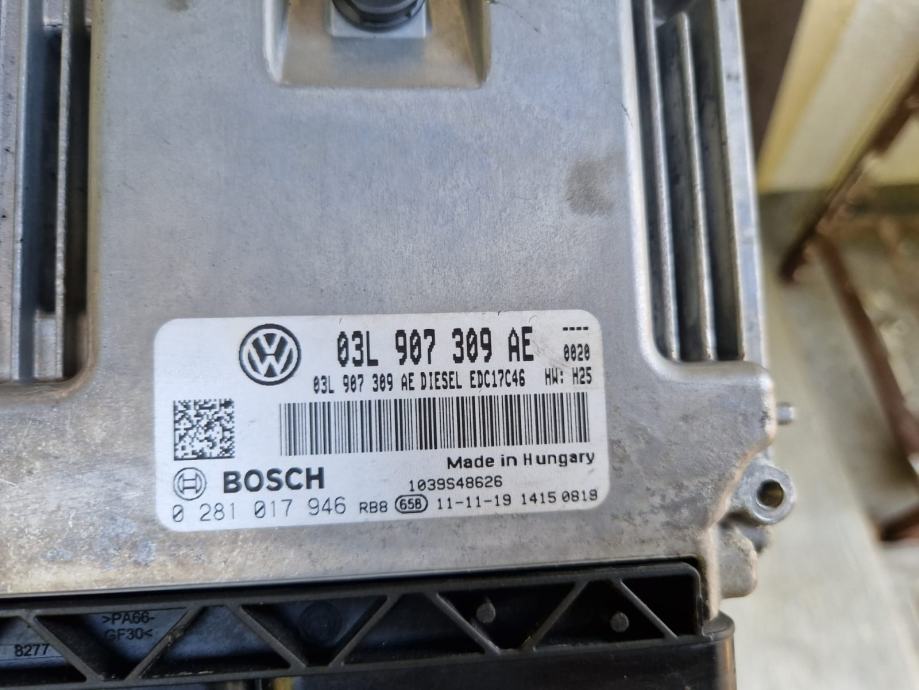 03L 907 309 AE ----
0020
03L 907 309 AE DIESEL EDC17C46 HW: H25
Made in Hungary
BOSCH 1039S48626
0 281 017 946 RB8 658 11-11-19 1415 0819
>PA66-
GF30<
8277